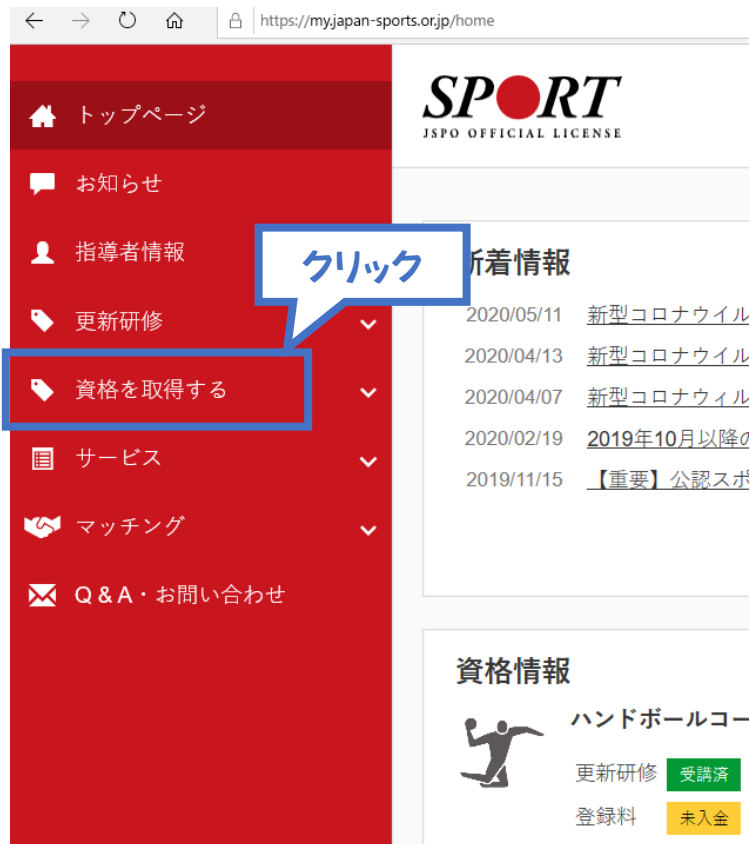 https://my.japan-sports.or.jp/home
トップページ
お知らせ
指導者情報
更新研修
資格を取得する
サービス
マッチング
Q&A・お問い合わせ
クリック
SPORT
JSPO OFFICIAL LICENSE
新着情報
2020/05/11 新型コロナウイル
2020/04/13 新型コロナウイル
2020/04/07 新型コロナウィル
2020/02/19 2019年10月以降の
2019/11/15 【重要】公認スポ
資格情報
ハンドボールコー
更新研修 受講済
登録料 未入金